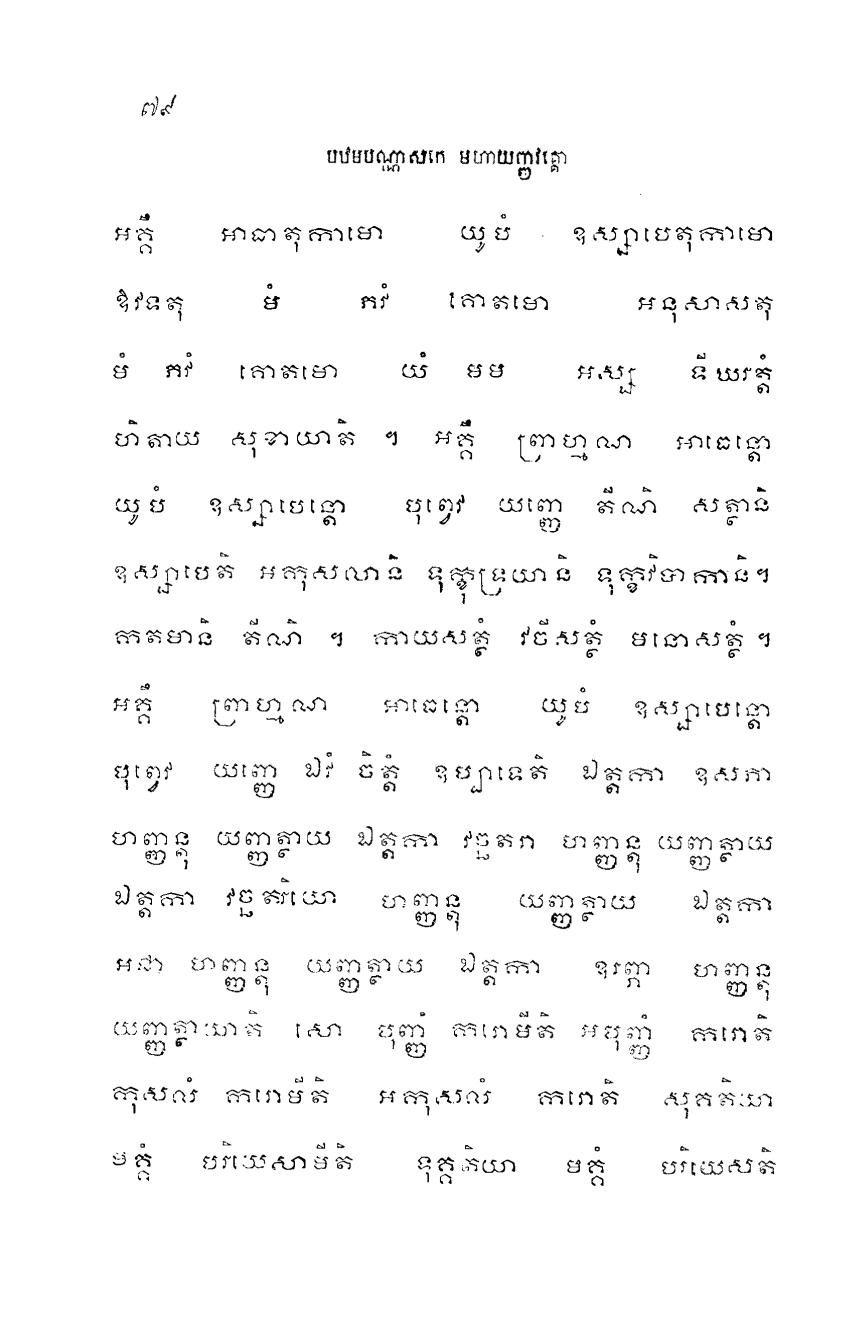 ៧៩
បឋមបណ្ណាសកេ មហាយញ្ញវគ្គោ
អគ្គឹ អាធាតុកាមោ យូបំ ឧស្សាបេតុកាមោ
ឱវទតុ មំ ភវំ គោតមោ អនុសាសតុ
មំ ភវំ គោតមោ យំ មម អស្ស ទីឃរត្តំ
ហិតាយ សុខាយាតិ ។ អគ្គឹ ព្រាហ្មណ អាធេន្តោ
យូបំ ឧស្សាបេន្តោ បុព្វេវ យញ្ញេ តីណិ សត្ថានិ
ឧស្សាបេតិ អកុសលានិ ទុក្ខុទ្រយានិ ទុក្ខវិបាកានិ។
កតមានិ តីណិ ។ កាយសត្ថំ វចីសត្ថំ មនោសត្ថំ ។
អគ្គឹ ព្រាហ្មណ អាធេន្តោ យូបំ ឧស្សាបេន្តោ
បុព្វេវ យញ្ញេ ឯវំ ចិត្តំ ឧប្បាទេតិ ឯត្តកា ឧសភា
ហញ្ញន្តុ យញ្ញត្ថាយ ឯត្តកា វច្ឆតរា ហញ្ញន្តុ យញ្ញត្ថាយ
ឯត្តកា វច្ឆតរិយោ ហញ្ញន្តុ យញ្ញត្ថាយ ឯត្តកា
អជា ហញ្ញន្តុ យញ្ញត្ថាយ ឯត្តកា ឧរព្ភា ហញ្ញន្តុ
យញ្ញត្ថាយាតិ សោ បុញ្ញំ ករោមីតិ អបុញ្ញំ ករោតិ
កុសលំ ករោមីតិ អកុសលំ ករោតិ សុគតិយា
មគ្គំ បរិយេសាមីតិ ទុគ្គតិយា មគ្គំ បរិយេសតិ